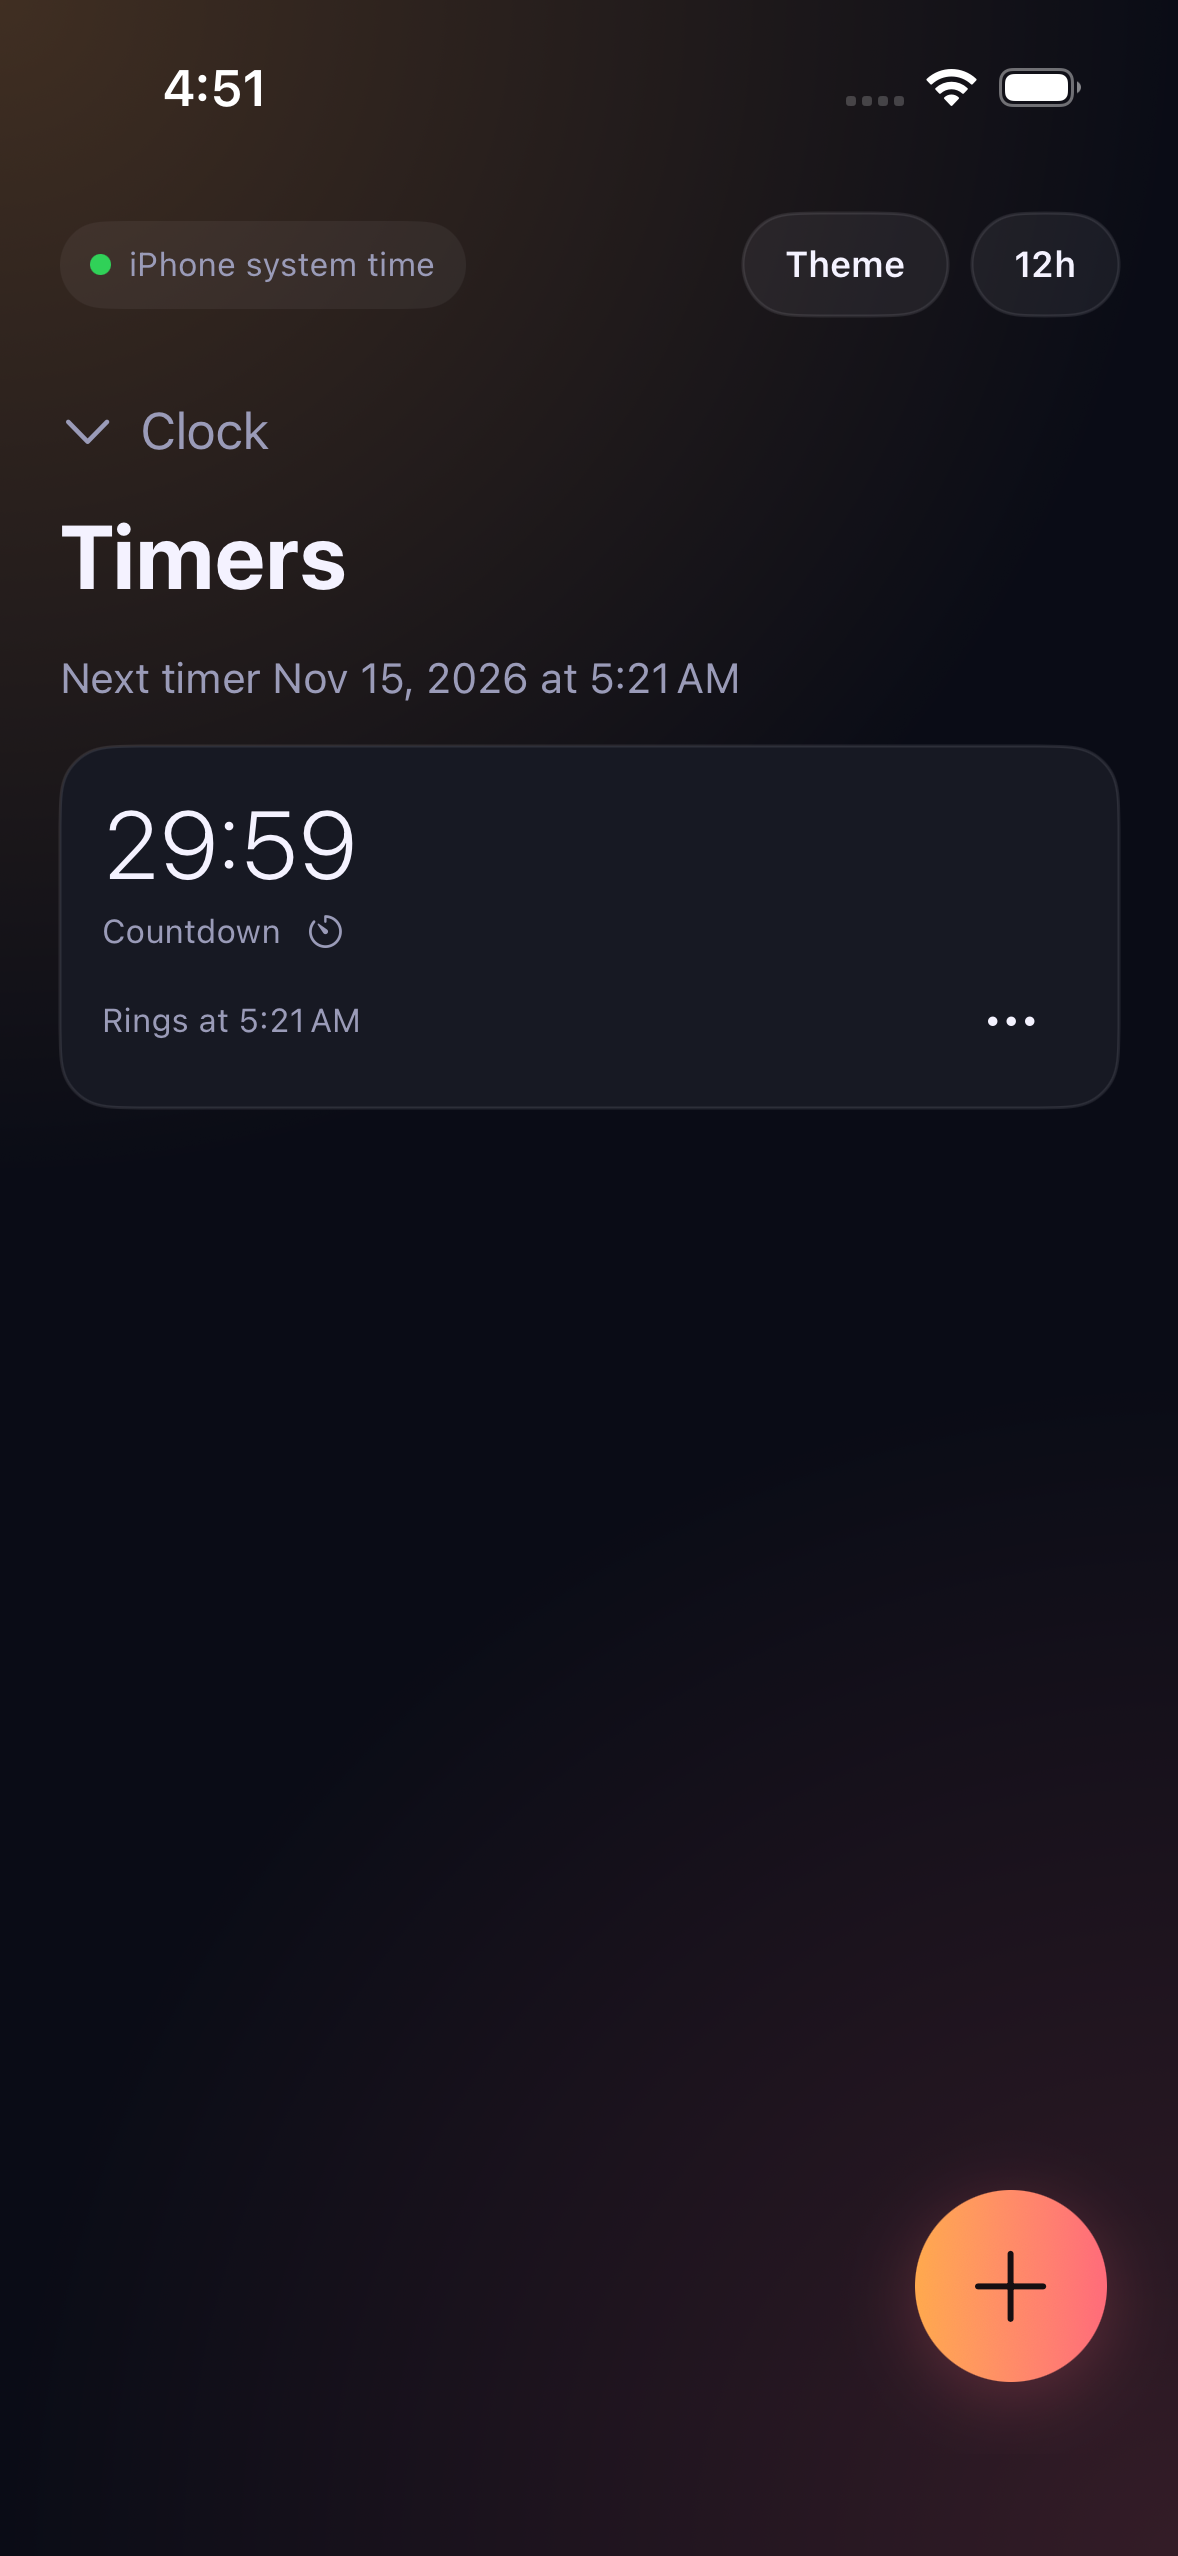 4:51
iPhone system time
Theme
12h
Clock
Timers
Next timer Nov 15, 2026 at 5:21 AM
29:59
Countdown
Rings at 5:21 AM